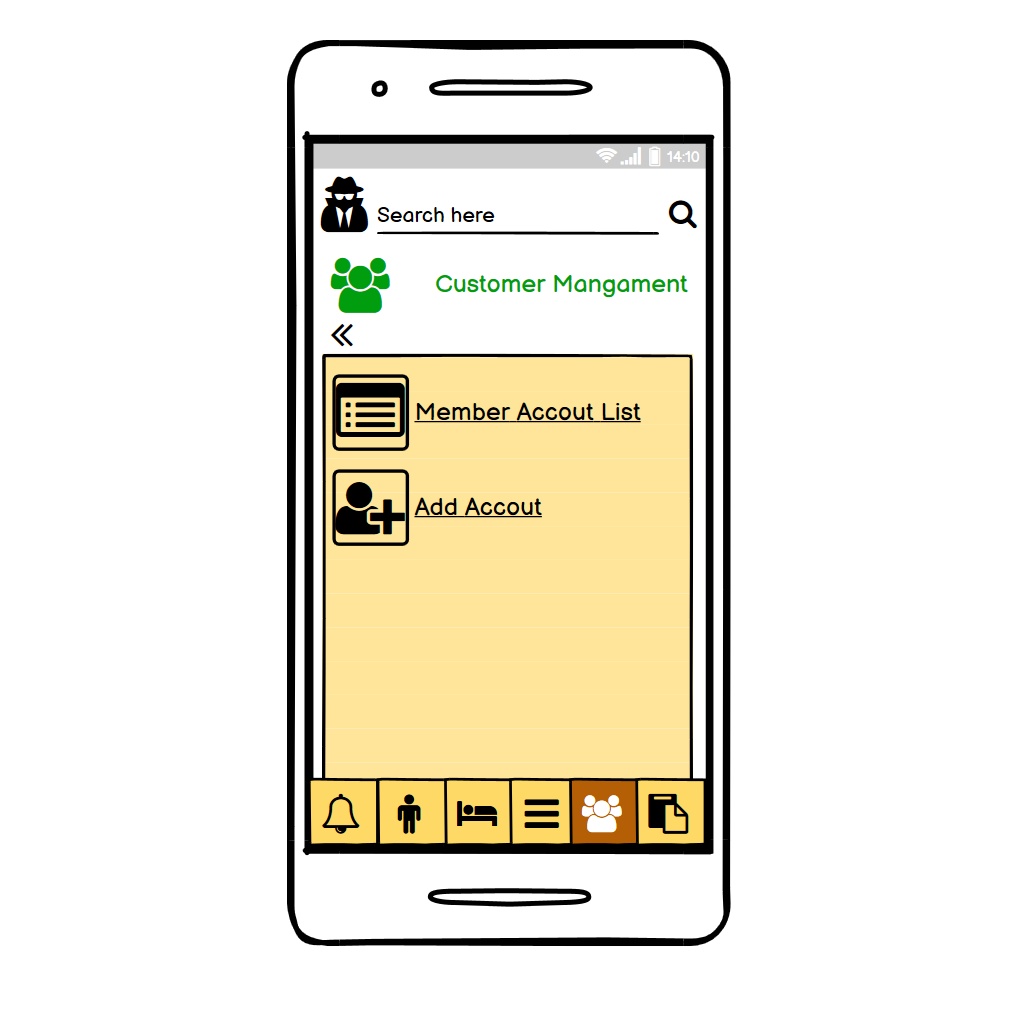 14:10
Search here
Customer Mangament
Member Accout List
Add Accout